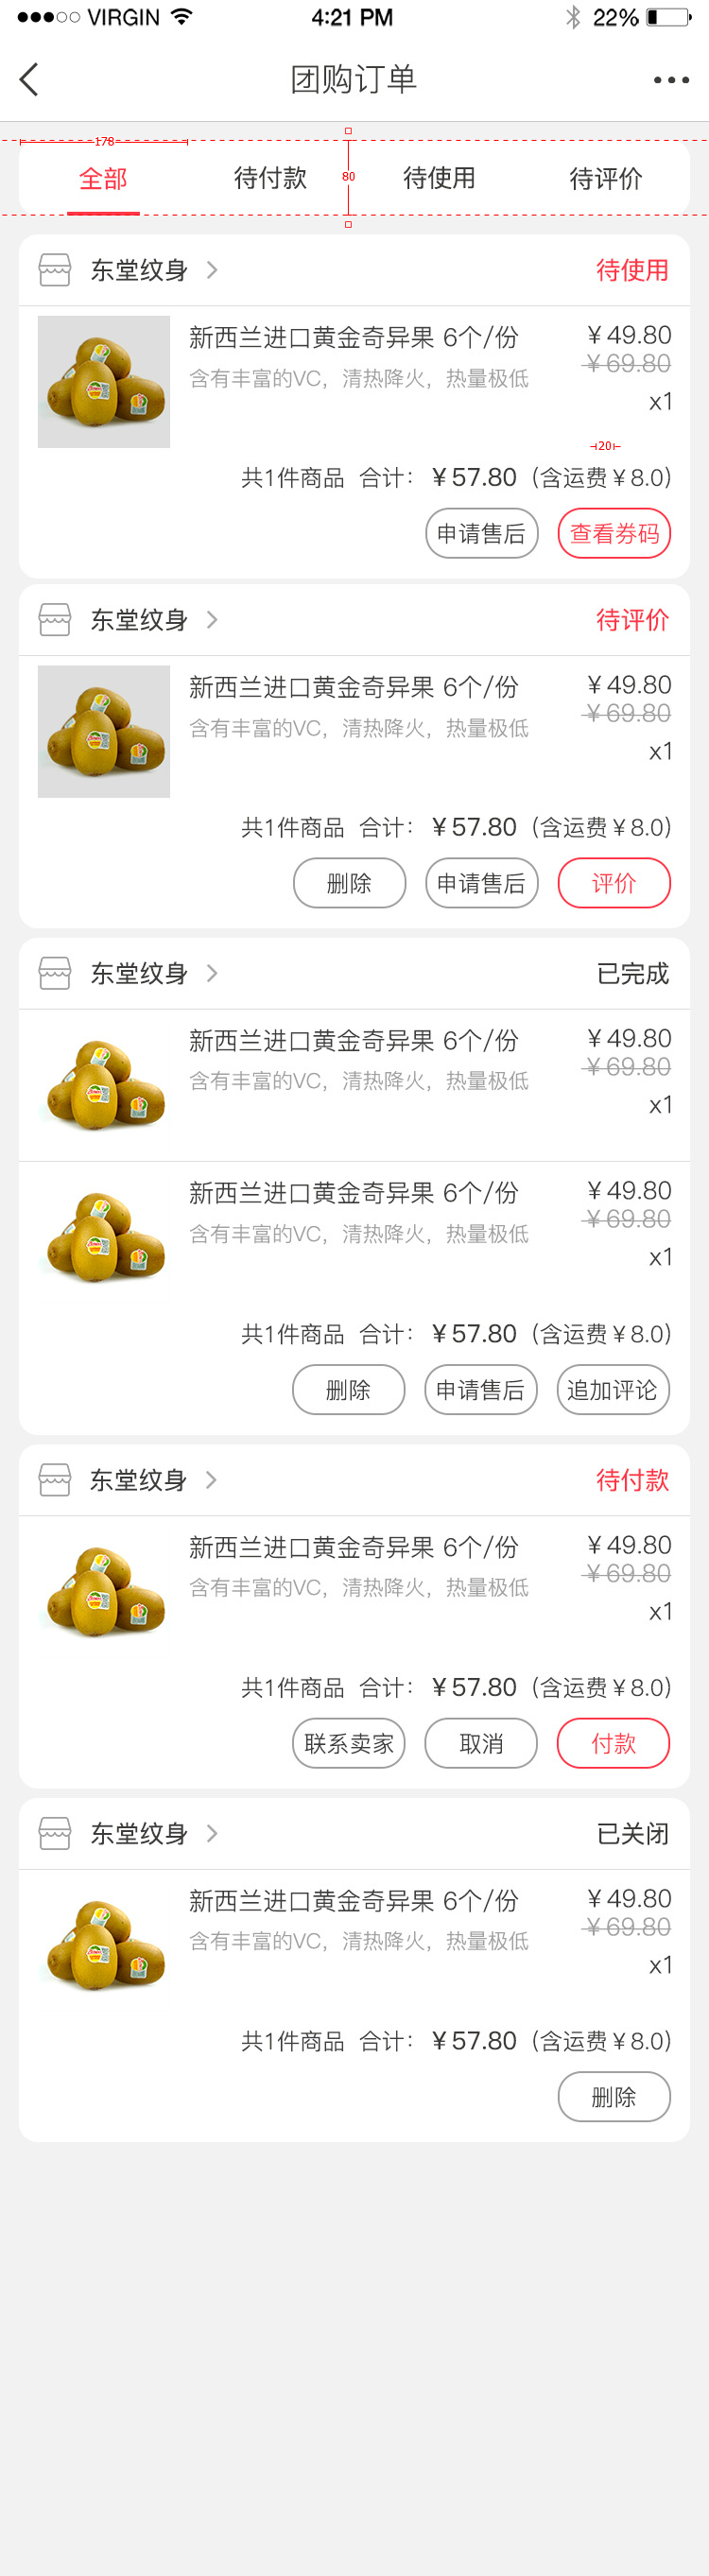 VIRGIN 4:21 PM 22%
团购订单
178
全部 待付款 80 待使用 待评价
东堂纹身 待使用
新西兰进口黄金奇异果 6个/份 ¥49.80
¥69.80
含有丰富的VC，清热降火，热量极低
x1
20
共1件商品 合计：¥57.80（含运费¥8.0）
申请售后 查看券码
东堂纹身 待评价
新西兰进口黄金奇异果 6个/份 ¥49.80
¥69.80
含有丰富的VC，清热降火，热量极低
x1
共1件商品 合计：¥57.80（含运费¥8.0）
删除 申请售后 评价
东堂纹身 已完成
新西兰进口黄金奇异果 6个/份 ¥49.80
¥69.80
含有丰富的VC，清热降火，热量极低
x1
新西兰进口黄金奇异果 6个/份 ¥49.80
¥69.80
含有丰富的VC，清热降火，热量极低
x1
共1件商品 合计：¥57.80（含运费¥8.0）
删除 申请售后 追加评论
东堂纹身 待付款
新西兰进口黄金奇异果 6个/份 ¥49.80
¥69.80
含有丰富的VC，清热降火，热量极低
x1
共1件商品 合计：¥57.80（含运费¥8.0）
联系卖家 取消 付款
东堂纹身 已关闭
新西兰进口黄金奇异果 6个/份 ¥49.80
¥69.80
含有丰富的VC，清热降火，热量极低
x1
共1件商品 合计：¥57.80（含运费¥8.0）
删除